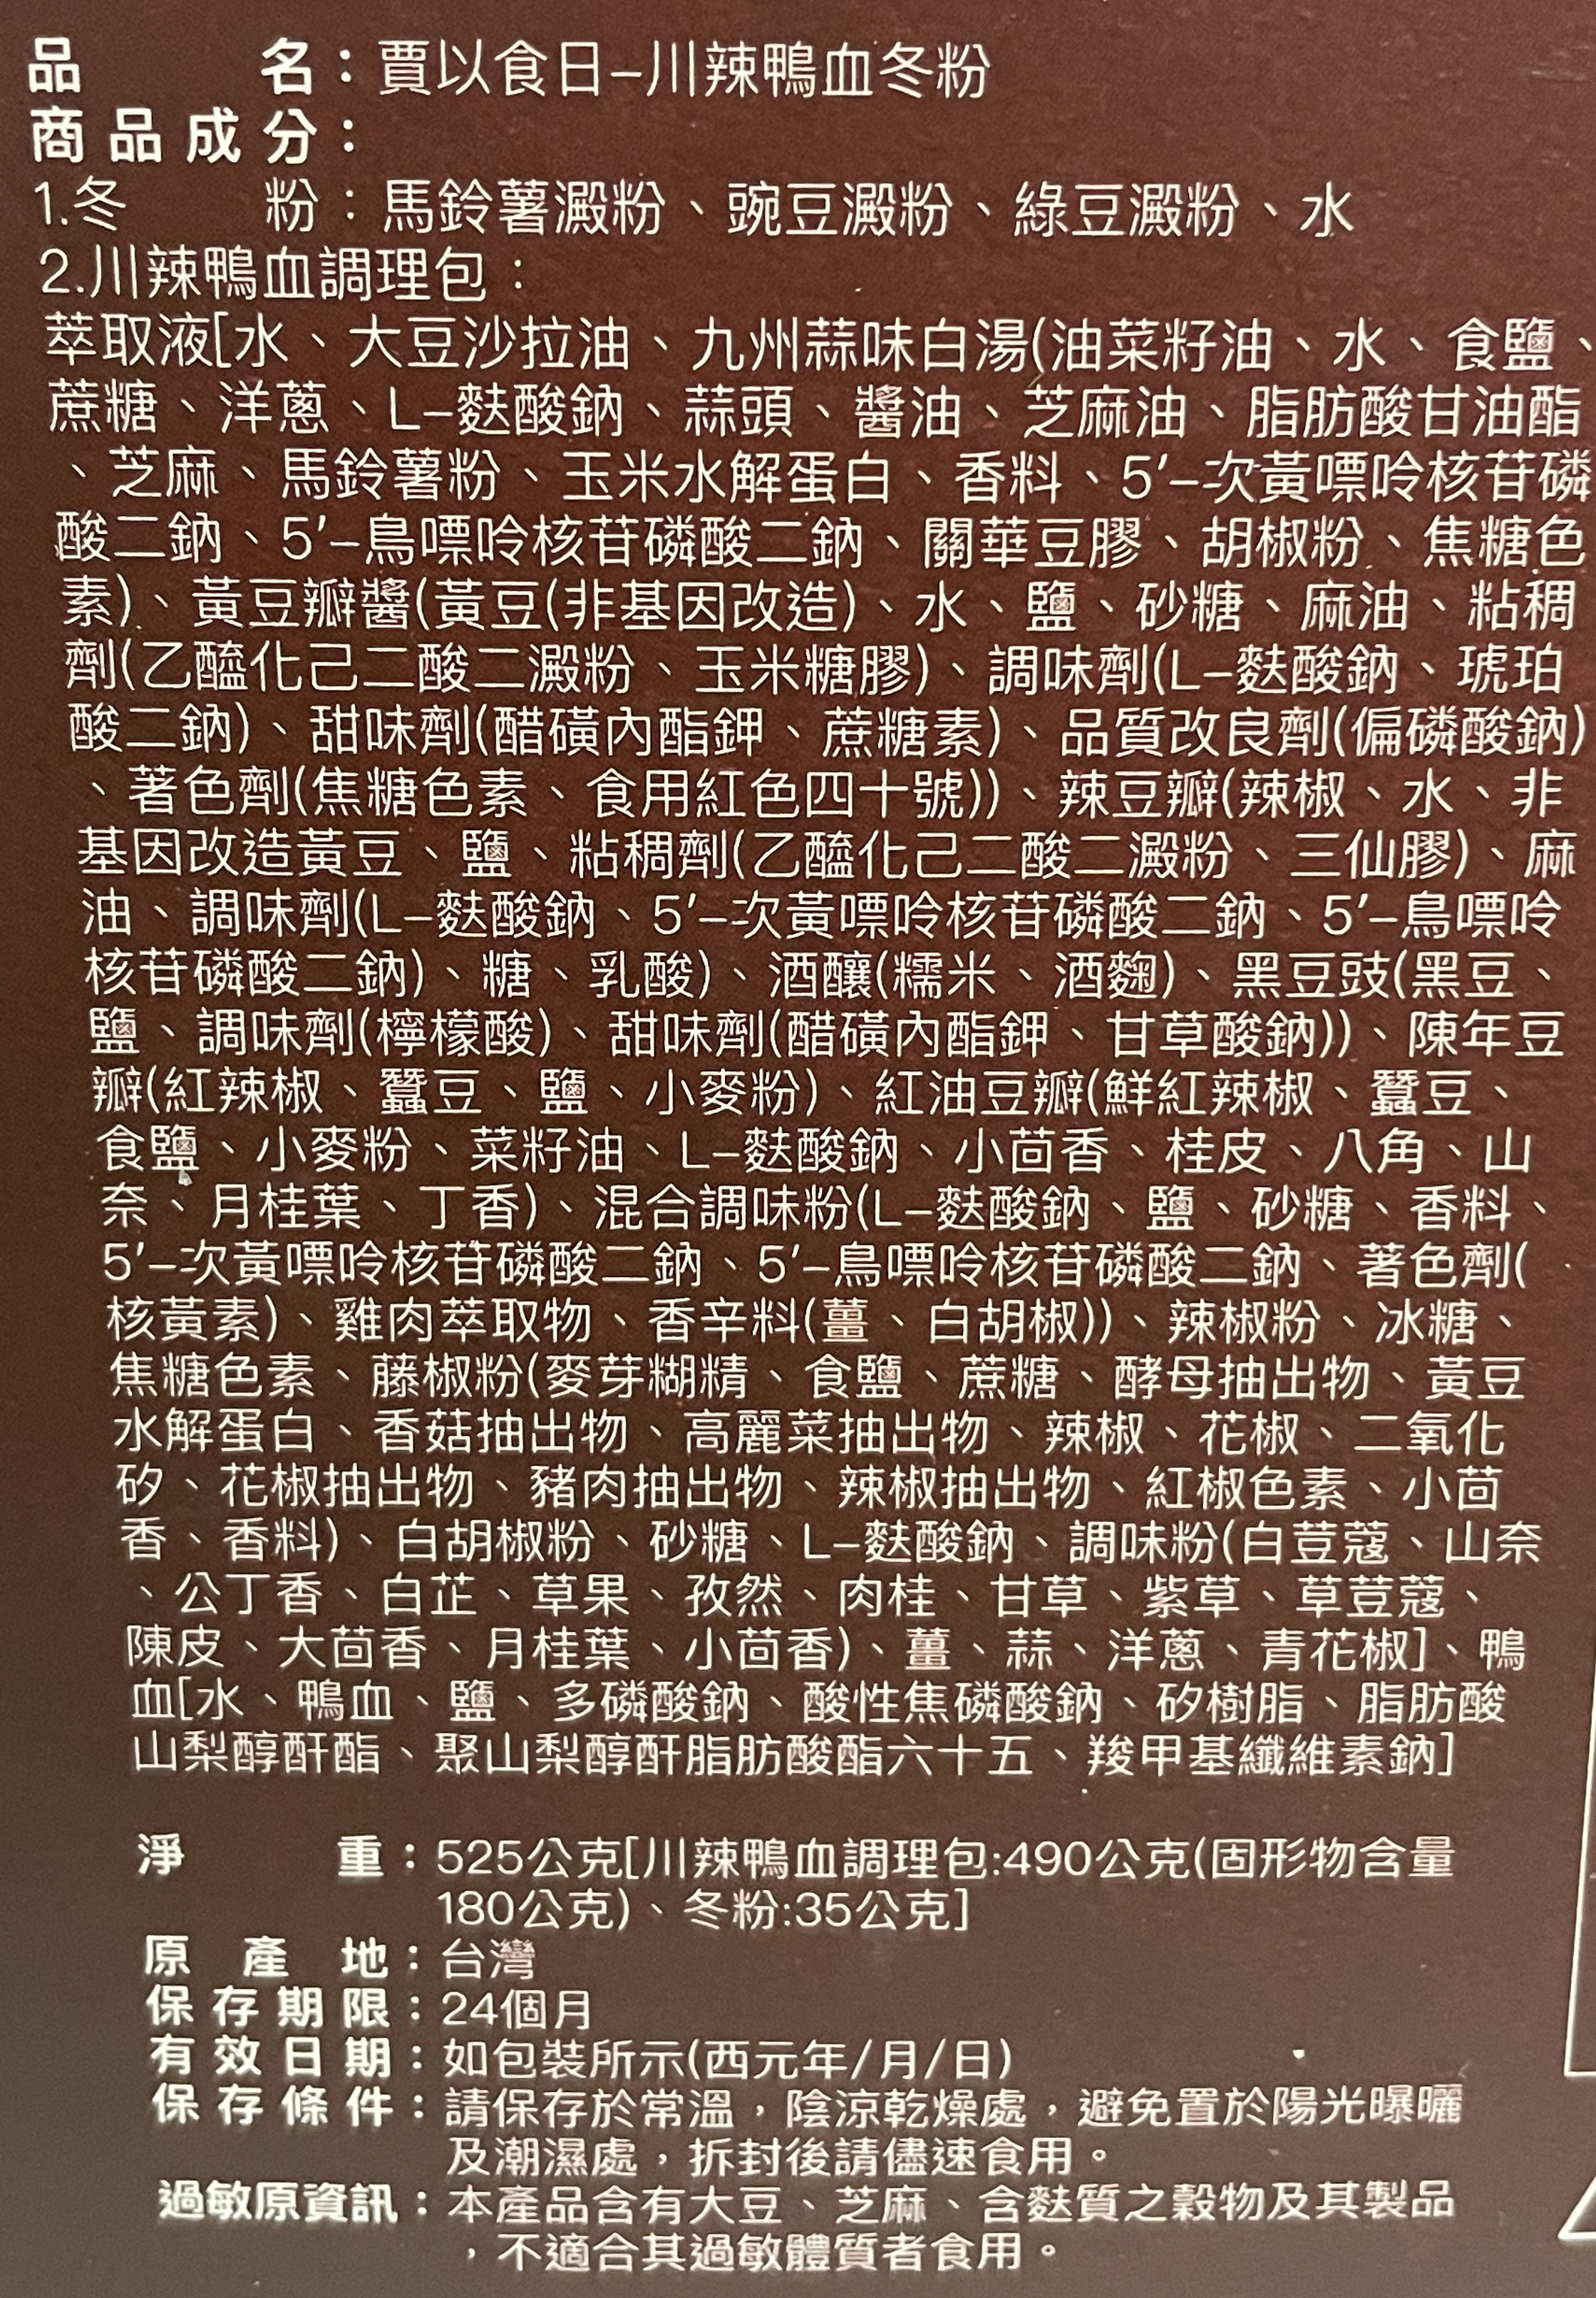 品名：賈以食日–川辣鴨血冬粉
商品成分：
1.冬粉：馬鈴薯澱粉、豌豆澱粉、綠豆澱粉、水
2.川辣鴨血調理包：
萃取液[水、大豆沙拉油、九州蒜味白湯(油菜籽油、水、食鹽、
蔗糖、洋蔥、L–麩酸鈉、蒜頭、醬油、芝麻油、脂肪酸甘油酯
、芝麻、馬鈴薯粉、玉米水解蛋白、香料、5′–次黃嘌呤核苷磷
酸二鈉、5′–鳥嘌呤核苷磷酸二鈉、關華豆膠、胡椒粉、焦糖色
素)、黃豆瓣醬(黃豆(非基因改造)、水、鹽、砂糖、麻油、粘稠
劑(乙醯化己二酸二澱粉、玉米糖膠)、調味劑(L–麩酸鈉、琥珀
酸二鈉)、甜味劑(醋磺內酯鉀、蔗糖素)、品質改良劑(偏磷酸鈉)
、著色劑(焦糖色素、食用紅色四十號))、辣豆瓣(辣椒、水、非
基因改造黃豆、鹽、粘稠劑(乙醯化己二酸二澱粉、三仙膠)、麻
油、調味劑(L–麩酸鈉、5′–次黃嘌呤核苷磷酸二鈉、5′–鳥嘌呤
核苷磷酸二鈉)、糖、乳酸)、酒釀(糯米、酒麴)、黑豆豉(黑豆、
鹽、調味劑(檸檬酸)、甜味劑(醋磺內酯鉀、甘草酸鈉))、陳年豆
瓣(紅辣椒、蠶豆、鹽、小麥粉)、紅油豆瓣(鮮紅辣椒、蠶豆、
食鹽、小麥粉、菜籽油、L–麩酸鈉、小茴香、桂皮、八角、山
奈、月桂葉、丁香)、混合調味粉(L–麩酸鈉、鹽、砂糖、香料、
5′–次黃嘌呤核苷磷酸二鈉、5′–鳥嘌呤核苷磷酸二鈉、著色劑(
核黃素)、雞肉萃取物、香辛料(薑、白胡椒))、辣椒粉、冰糖、
焦糖色素、藤椒粉(麥芽糊精、食鹽、蔗糖、酵母抽出物、黃豆
水解蛋白、香菇抽出物、高麗菜抽出物、辣椒、花椒、二氧化
矽、花椒抽出物、豬肉抽出物、辣椒抽出物、紅椒色素、小茴
香、香料)、白胡椒粉、砂糖、L–麩酸鈉、調味粉(白荳蔻、山奈
、公丁香、白芷、草果、孜然、肉桂、甘草、紫草、草荳蔻、
陳皮、大茴香、月桂葉、小茴香)、薑、蒜、洋蔥、青花椒]、鴨
血[水、鴨血、鹽、多磷酸鈉、酸性焦磷酸鈉、矽樹脂、脂肪酸
山梨醇酐酯、聚山梨醇酐脂肪酸酯六十五、羧甲基纖維素鈉]
淨重：525公克[川辣鴨血調理包:490公克(固形物含量
180公克)、冬粉:35公克]
原產地：台灣
保存期限：24個月
有效日期：如包裝所示(西元年/月/日)
保存條件：請保存於常溫，陰涼乾燥處，避免置於陽光曝曬
及潮濕處，拆封後請儘速食用。
過敏原資訊：本產品含有大豆、芝麻、含麩質之穀物及其製品
，不適合其過敏體質者食用。